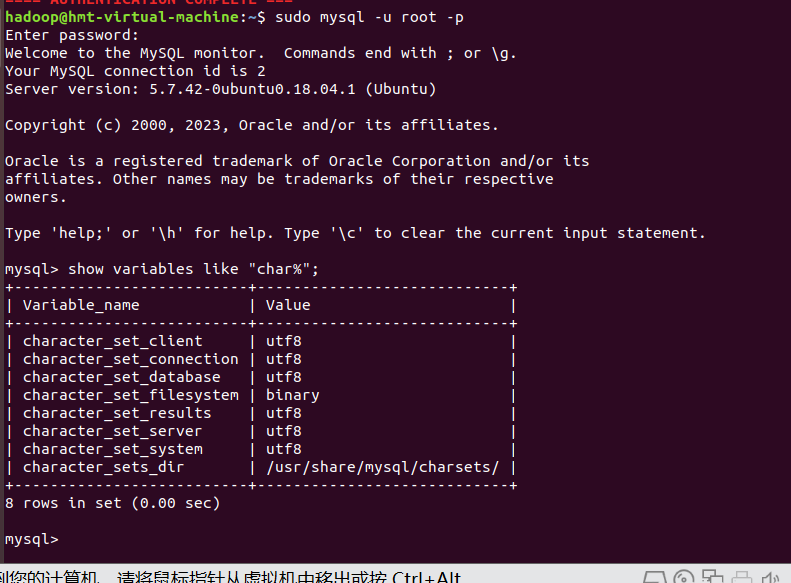 ==== AUTHENTICATION COMPLETE ===
hadoop@hmt-virtual-machine:~$ sudo mysql -u root -p
Enter password:
Welcome to the MySQL monitor.  Commands end with ; or \g.
Your MySQL connection id is 2
Server version: 5.7.42-0ubuntu0.18.04.1 (Ubuntu)

Copyright (c) 2000, 2023, Oracle and/or its affiliates.

Oracle is a registered trademark of Oracle Corporation and/or its
affiliates. Other names may be trademarks of their respective
owners.

Type 'help;' or '\h' for help. Type '\c' to clear the current input statement.

mysql> show variables like "char%";
+--------------------------+----------------------------+
| Variable_name            | Value                      |
+--------------------------+----------------------------+
| character_set_client     | utf8                       |
| character_set_connection | utf8                       |
| character_set_database   | utf8                       |
| character_set_filesystem | binary                     |
| character_set_results    | utf8                       |
| character_set_server     | utf8                       |
| character_set_system     | utf8                       |
| character_sets_dir       | /usr/share/mysql/charsets/ |
+--------------------------+----------------------------+
8 rows in set (0.00 sec)

mysql>
到您的计算机，请将鼠标指针从虚拟机中移出或按 Ctrl+Alt